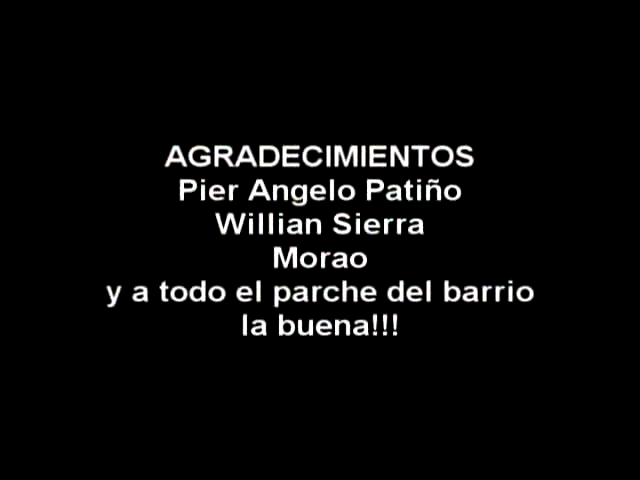 AGRADECIMIENTOS
Pier Angelo Patiño
Willian Sierra
Morao
y a todo el parche del barrio
la buena!!!